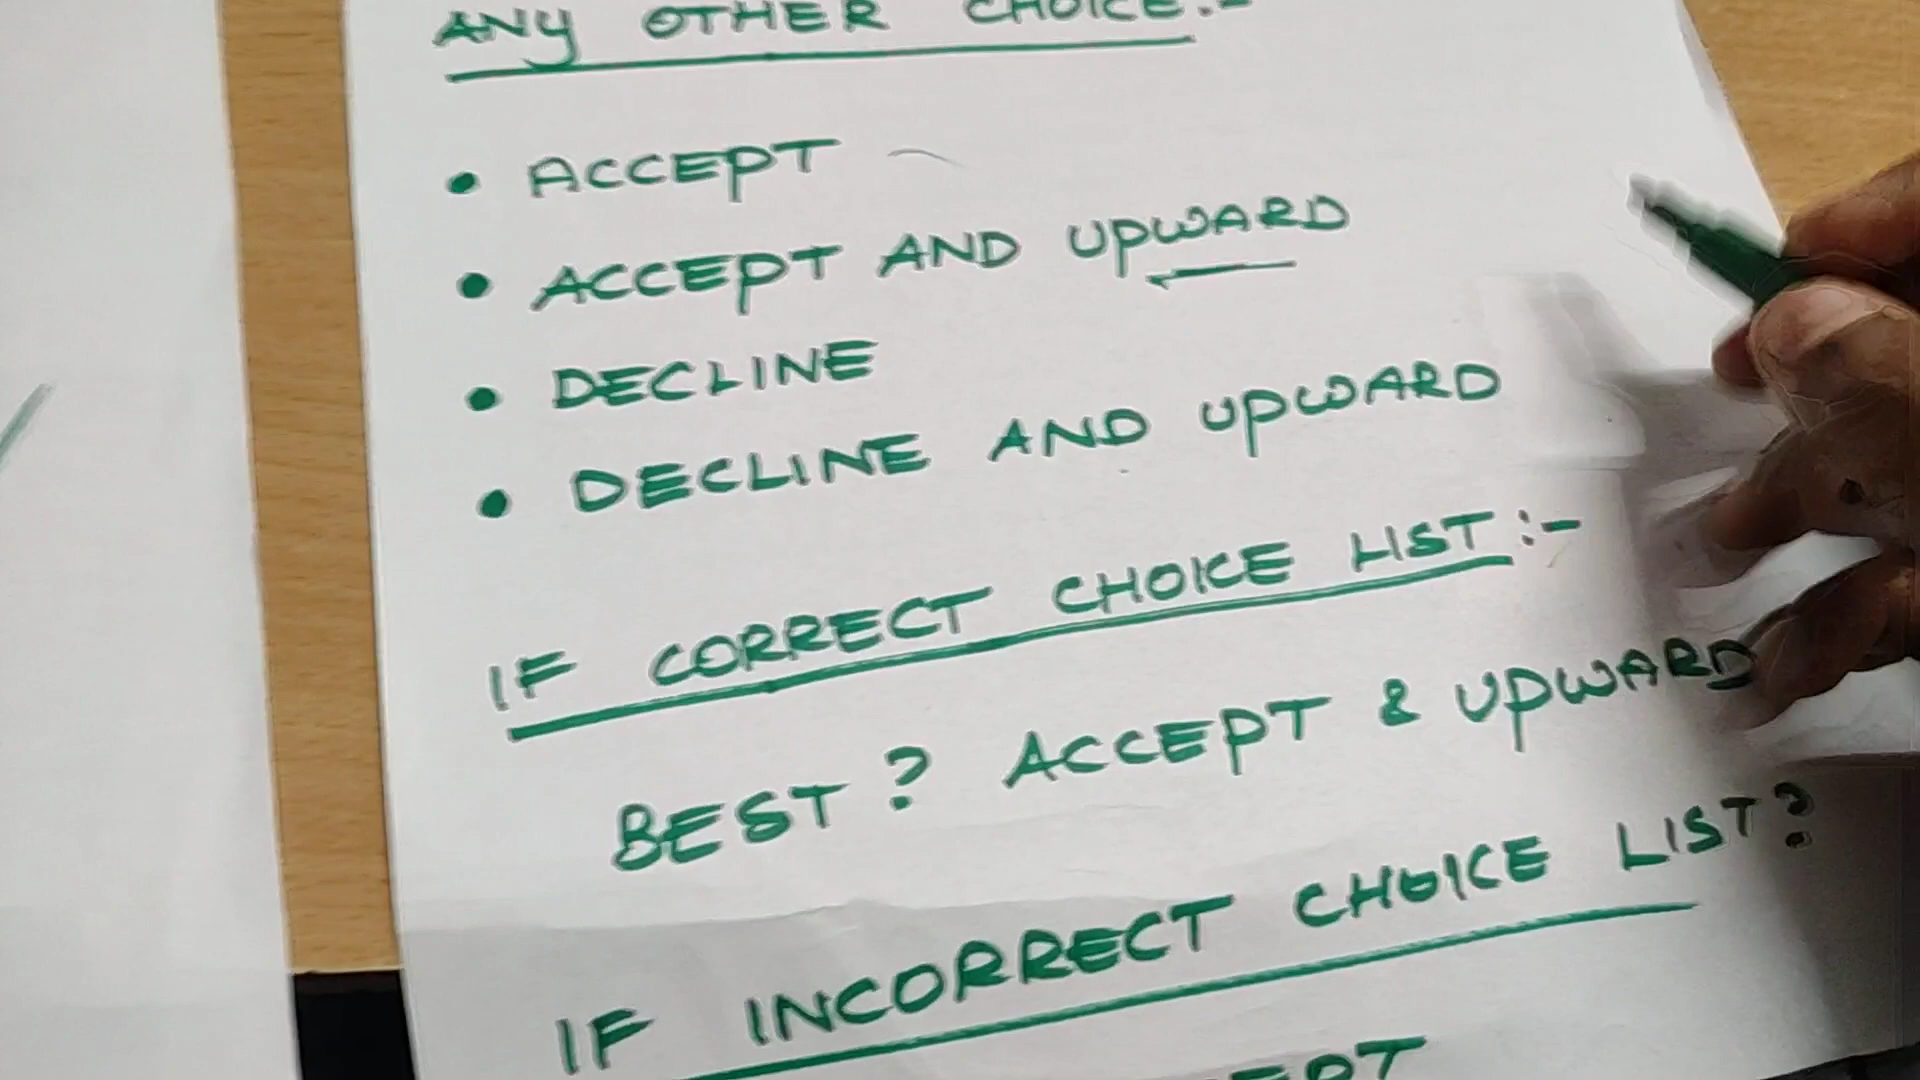 ANY OTHER CHOICE:-
• ACCEPT
• ACCEPT AND UPWARD
• DECLINE
• DECLINE AND UPWARD
IF CORRECT CHOICE LIST:-
BEST? ACCEPT & UPWARD
IF INCORRECT CHOICE LIST?